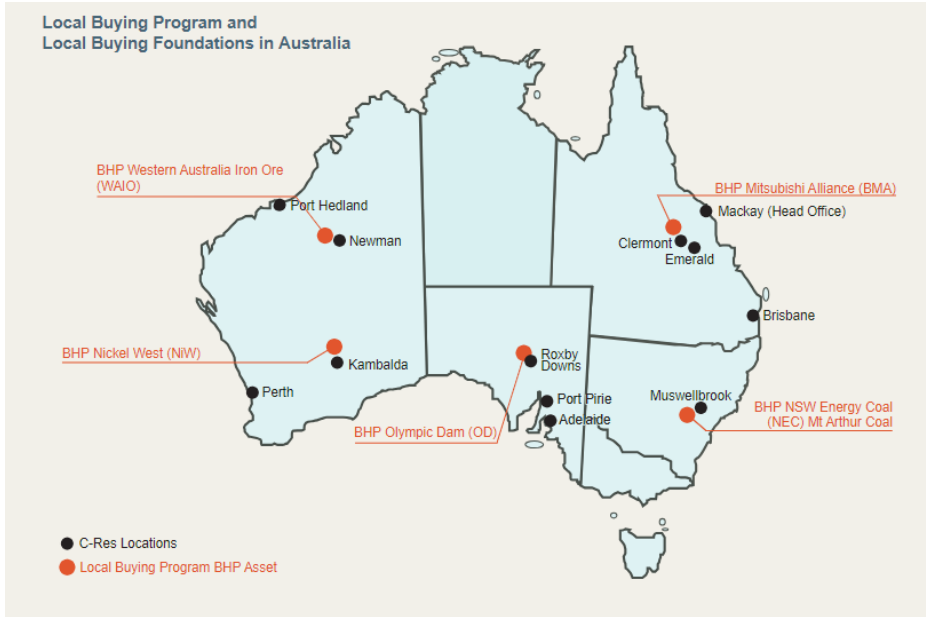 Local Buying Program and
Local Buying Foundations in Australia
BHP Western Australia Iron Ore
(WAIO)
Port Hedland
Newman
BHP Mitsubishi Alliance (BMA)
Mackay (Head Office)
Clermont
Emerald
Brisbane
BHP Nickel West (NiW)
Kambalda
Perth
Roxby
Downs
Port Pirie
Adelaide
BHP Olympic Dam (OD)
Muswellbrook
BHP NSW Energy Coal
(NEC) Mt Arthur Coal
C-Res Locations
Local Buying Program BHP Asset